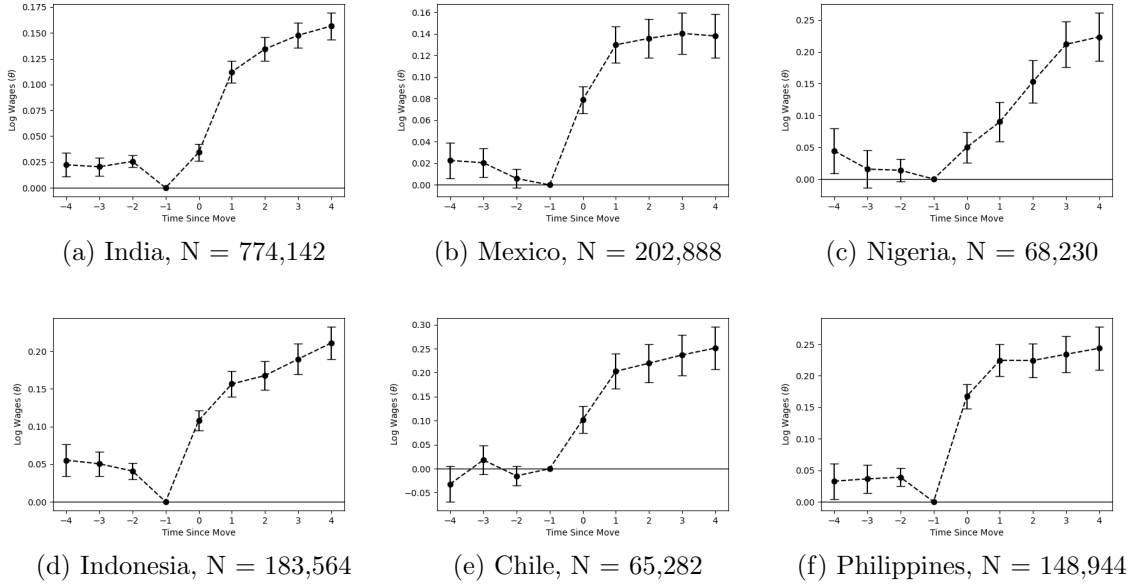 0.175
0.150
0.125
0.100
0.075
0.050
0.025
0.000
Log Wages (θ)
−4 −3 −2 −1 0 1 2 3 4
Time Since Move
(a) India, N = 774,142
0.16
0.14
0.12
0.10
0.08
0.06
0.04
0.02
0.00
Log Wages (θ)
−4 −3 −2 −1 0 1 2 3 4
Time Since Move
(b) Mexico, N = 202,888
0.25
0.20
0.15
0.10
0.05
0.00
Log Wages (θ)
−4 −3 −2 −1 0 1 2 3 4
Time Since Move
(c) Nigeria, N = 68,230
0.20
0.15
0.10
0.05
0.00
Log Wages (θ)
−4 −3 −2 −1 0 1 2 3 4
Time Since Move
(d) Indonesia, N = 183,564
0.30
0.25
0.20
0.15
0.10
0.05
0.00
−0.05
Log Wages (θ)
−4 −3 −2 −1 0 1 2 3 4
Time Since Move
(e) Chile, N = 65,282
0.25
0.20
0.15
0.10
0.05
0.00
Log Wages (θ)
−4 −3 −2 −1 0 1 2 3 4
Time Since Move
(f) Philippines, N = 148,944